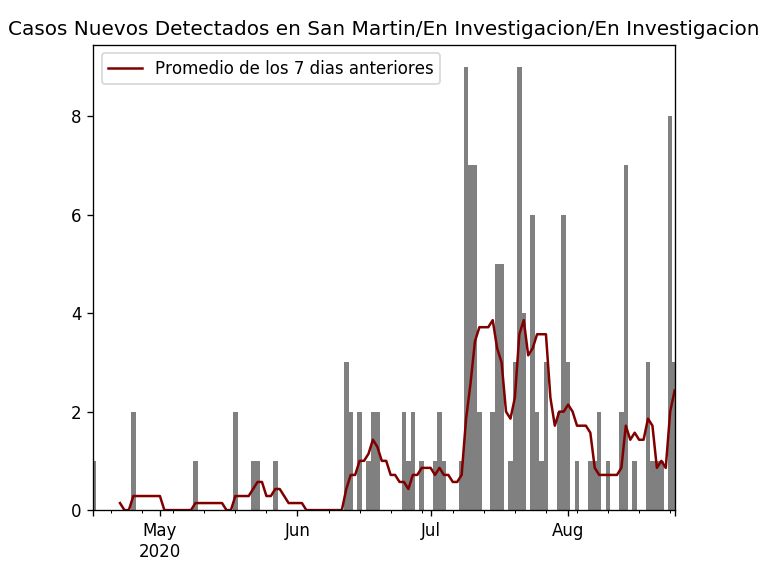 Casos Nuevos Detectados en San Martin/En Investigacion/En Investigacion
Promedio de los 7 dias anteriores
8
6
4
2
0
May
2020
Jun
Jul
Aug